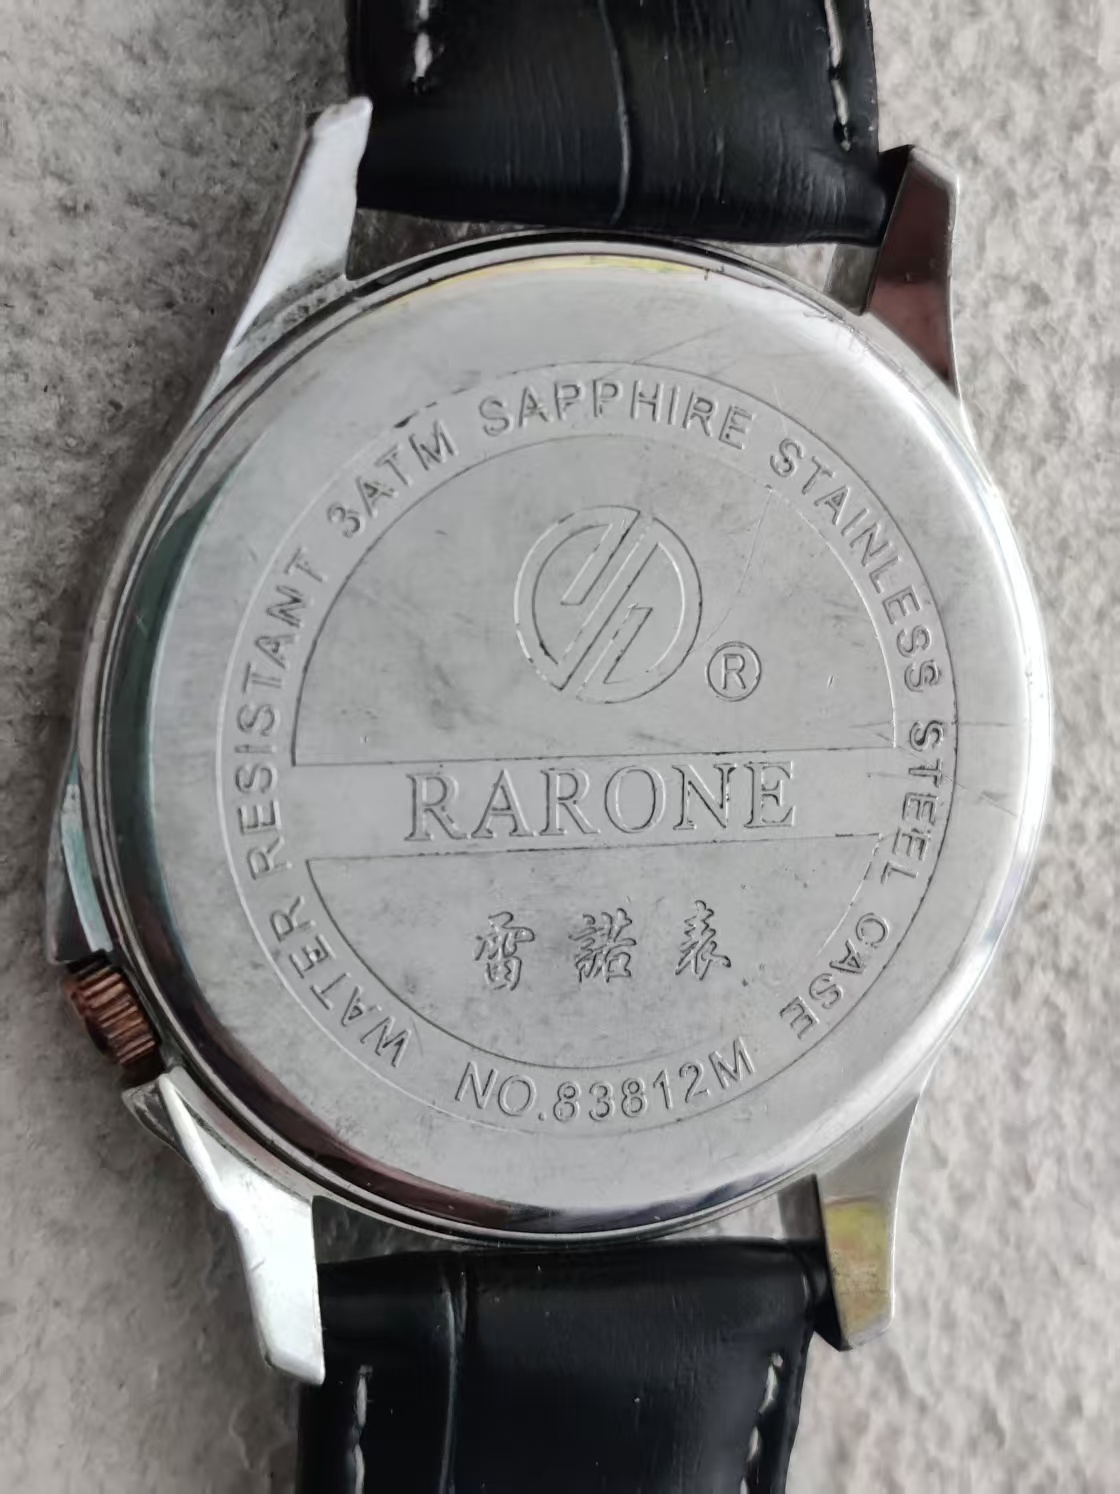 WATER RESISTANT 3ATM SAPPHIRE STAINLESS STEEL CASE
®
RARONE
雷諾表
NO.83812M